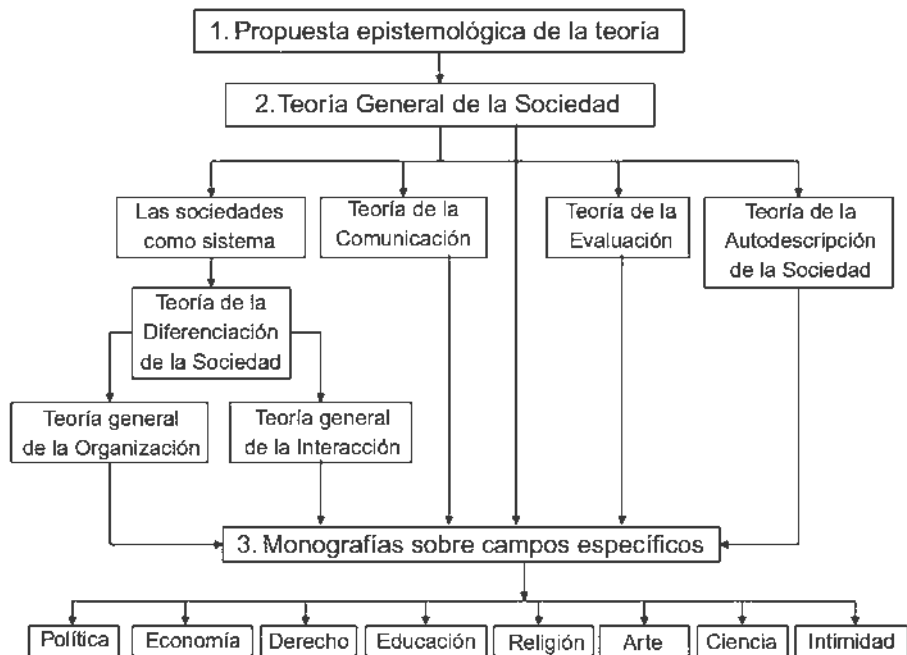 1. Propuesta epistemológica de la teoría
2. Teoría General de la Sociedad
Las sociedades
como sistema
Teoría de la
Comunicación
Teoría de la
Evaluación
Teoría de la
Autodescripción
de la Sociedad
Teoría de la
Diferenciación
de la Sociedad
Teoría general
de la Organización
Teoría general
de la Interacción
3. Monografías sobre campos específicos
Política
Economía
Derecho
Educación
Religión
Arte
Ciencia
Intimidad